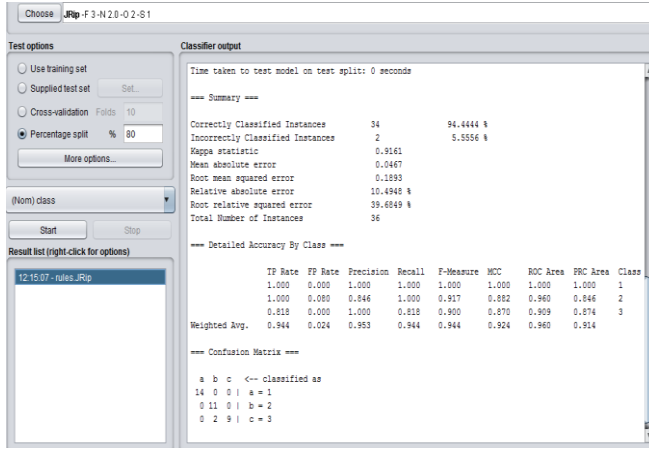 Choose JRip -F 3 -N 2.0 -O 2 -S 1
Test options
Use training set
Supplied test set Set...
Cross-validation Folds 10
Percentage split % 80
More options...
(Nom) class
Start Stop
Result list (right-click for options)
12:15:07 - rules.JRip
Classifier output
Time taken to test model on test split: 0 seconds
=== Summary ===
Correctly Classified Instances 34 94.4444 %
Incorrectly Classified Instances 2 5.5556 %
Kappa statistic 0.9161
Mean absolute error 0.0467
Root mean squared error 0.1893
Relative absolute error 10.4948 %
Root relative squared error 39.6849 %
Total Number of Instances 36
=== Detailed Accuracy By Class ===
TP Rate FP Rate Precision Recall F-Measure MCC ROC Area PRC Area Class
1.000 0.000 1.000 1.000 1.000 1.000 1.000 1.000 1
1.000 0.080 0.846 1.000 0.917 0.882 0.960 0.846 2
0.818 0.000 1.000 0.818 0.900 0.870 0.909 0.874 3
Weighted Avg. 0.944 0.024 0.953 0.944 0.944 0.924 0.960 0.914
=== Confusion Matrix ===
a b c <-- classified as
14 0 0 | a = 1
0 11 0 | b = 2
0 2 9 | c = 3